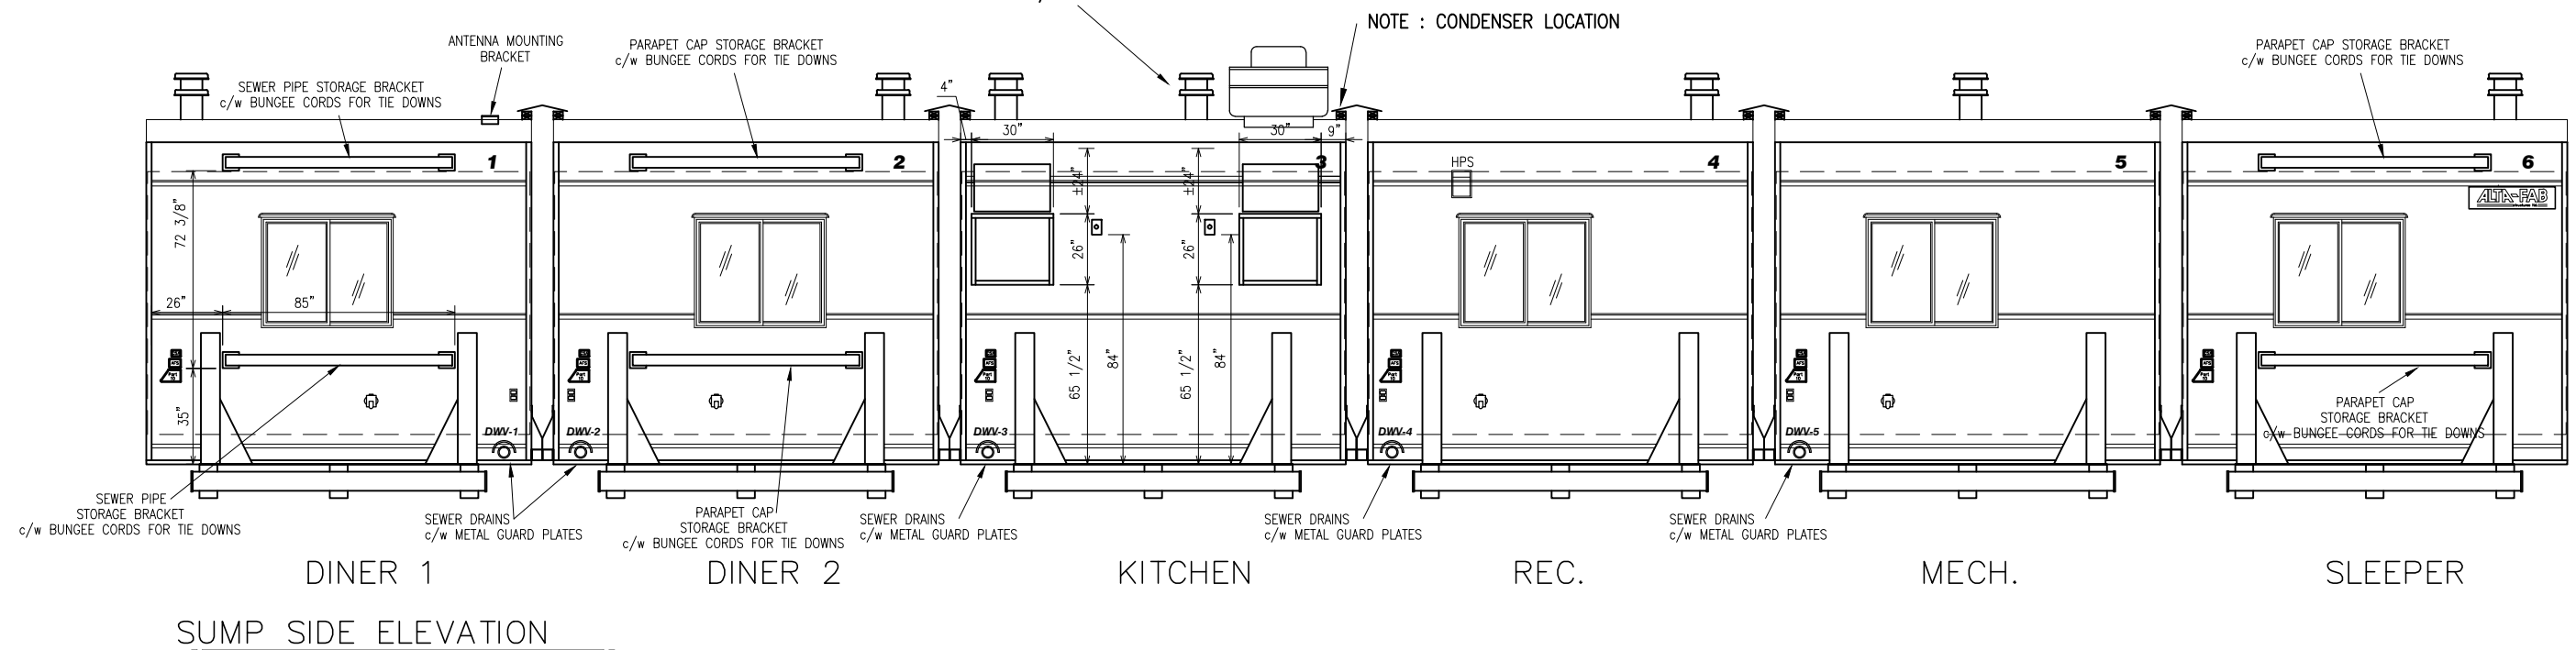 NOTE : CONDENSER LOCATION
ANTENNA MOUNTING
BRACKET
PARAPET CAP STORAGE BRACKET
c/w BUNGEE CORDS FOR TIE DOWNS
PARAPET CAP STORAGE BRACKET
c/w BUNGEE CORDS FOR TIE DOWNS
SEWER PIPE STORAGE BRACKET
c/w BUNGEE CORDS FOR TIE DOWNS
4"
30"
30"
9"
1
2
3
4
5
6
HPS
±24"
±24"
ALTA-FAB
72 3/8"
26"
26"
26"
85"
65 1/2"
84"
65 1/2"
84"
35"
DWV-1
DWV-2
DWV-3
DWV-4
DWV-5
PARAPET CAP
STORAGE BRACKET
c/w BUNGEE CORDS FOR TIE DOWNS
SEWER PIPE
STORAGE BRACKET
c/w BUNGEE CORDS FOR TIE DOWNS
SEWER DRAINS
c/w METAL GUARD PLATES
PARAPET CAP
STORAGE BRACKET
c/w BUNGEE CORDS FOR TIE DOWNS
SEWER DRAINS
c/w METAL GUARD PLATES
SEWER DRAINS
c/w METAL GUARD PLATES
SEWER DRAINS
c/w METAL GUARD PLATES
DINER 1
DINER 2
KITCHEN
REC.
MECH.
SLEEPER
SUMP SIDE ELEVATION